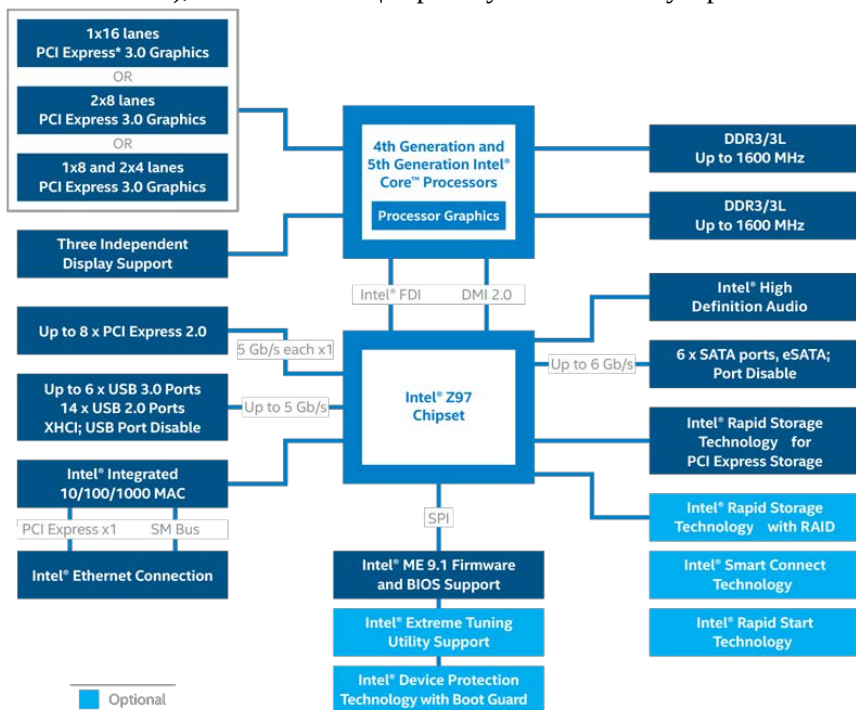 1x16 lanes
PCI Express* 3.0 Graphics
OR
2x8 lanes
PCI Express 3.0 Graphics
OR
1x8 and 2x4 lanes
PCI Express 3.0 Graphics
4th Generation and
5th Generation Intel®
Core™ Processors
Processor Graphics
DDR3/3L
Up to 1600 MHz
DDR3/3L
Up to 1600 MHz
Three Independent
Display Support
Intel® FDI
DMI 2.0
Intel® High
Definition Audio
Up to 8 x PCI Express 2.0
5 Gb/s each x1
Up to 6 Gb/s
6 x SATA ports, eSATA;
Port Disable
Up to 6 x USB 3.0 Ports
14 x USB 2.0 Ports
XHCI; USB Port Disable
Up to 5 Gb/s
Intel® Z97
Chipset
Intel® Rapid Storage
Technology for
PCI Express Storage
Intel® Integrated
10/100/1000 MAC
Intel® Rapid Storage
Technology with RAID
PCI Express x1
SM Bus
SPI
Intel® Ethernet Connection
Intel® ME 9.1 Firmware
and BIOS Support
Intel® Smart Connect
Technology
Intel® Extreme Tuning
Utility Support
Intel® Rapid Start
Technology
Intel® Device Protection
Technology with Boot Guard
Optional